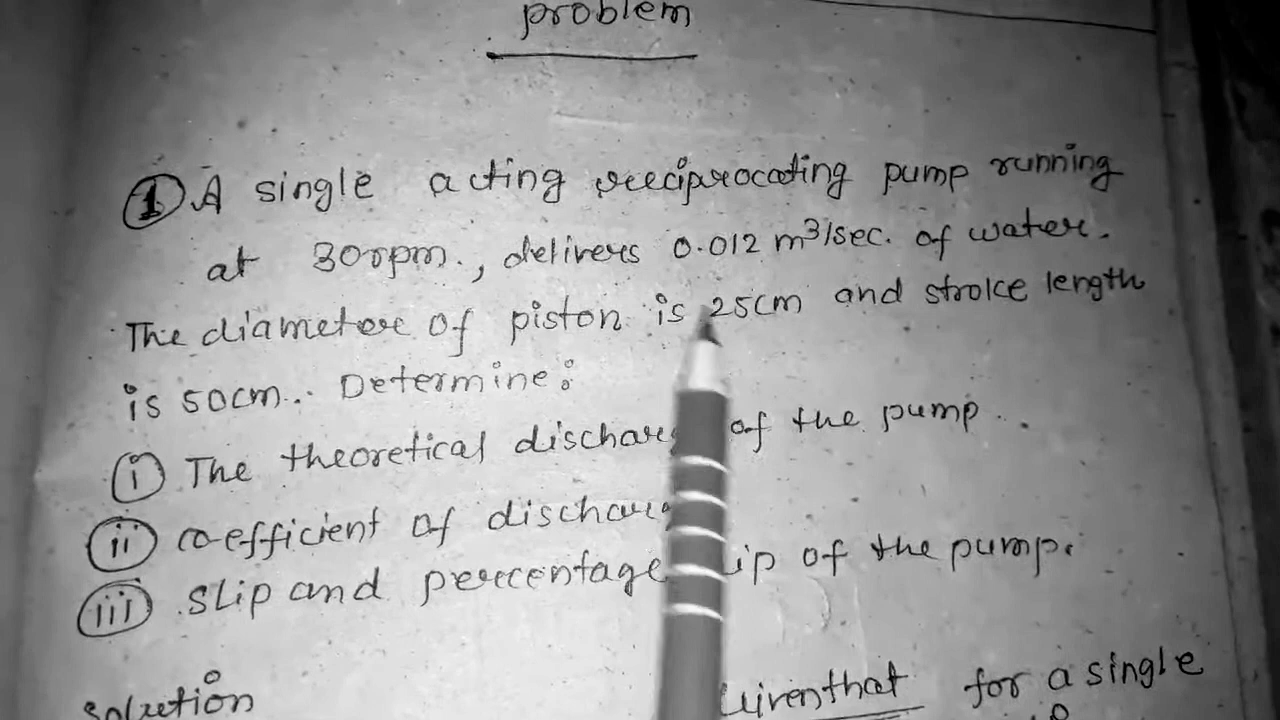 problem
① A single acting reciprocating pump running
at 30rpm., delivers 0.012 m³/sec. of water.
The diameter of piston is 25cm and stroke length
is 50cm. Determine:
(i) The theoretical of the pump.
(ii) co-efficient of
(iii) slip and percentage of the pump.
solution
for a single